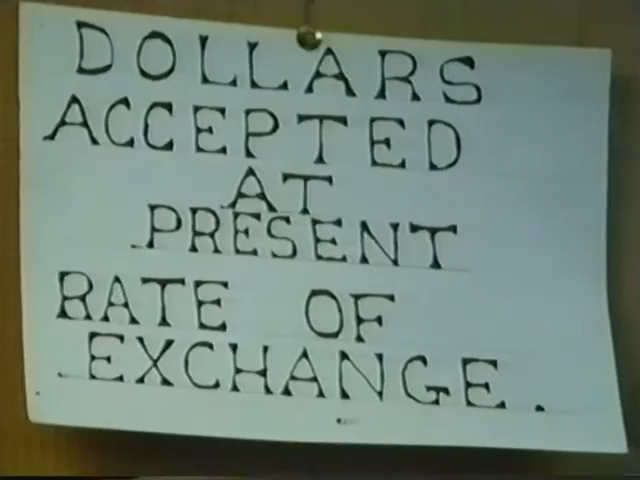 DOLLARS
ACCEPTED
AT
PRESENT
RATE OF
EXCHANGE.